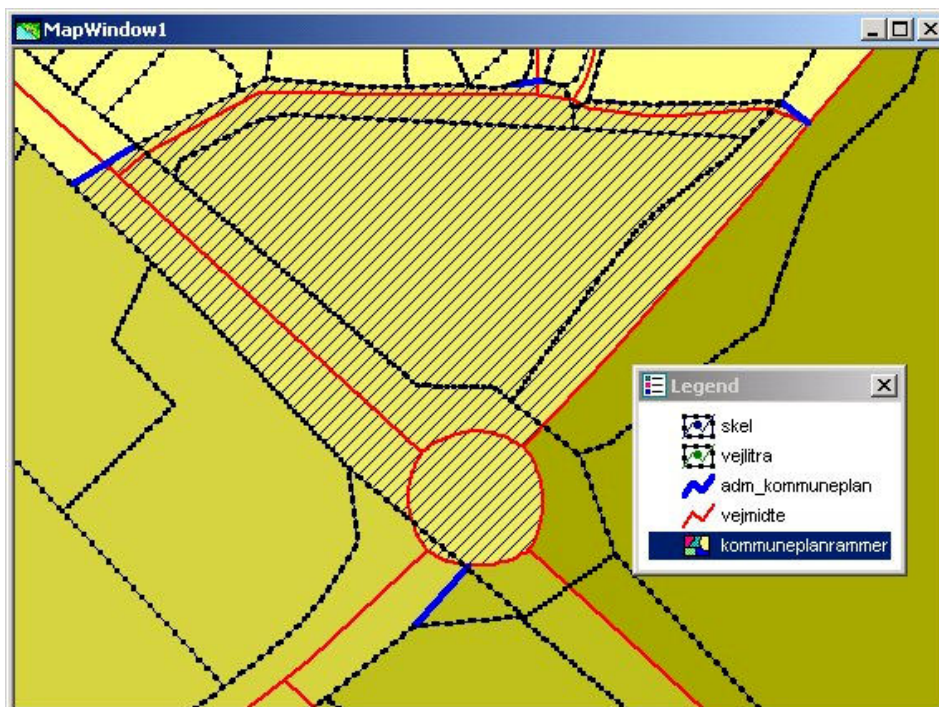 MapWindow1
Legend
skel
vejlitra
adm_kommuneplan
vejmidte
kommuneplanrammer